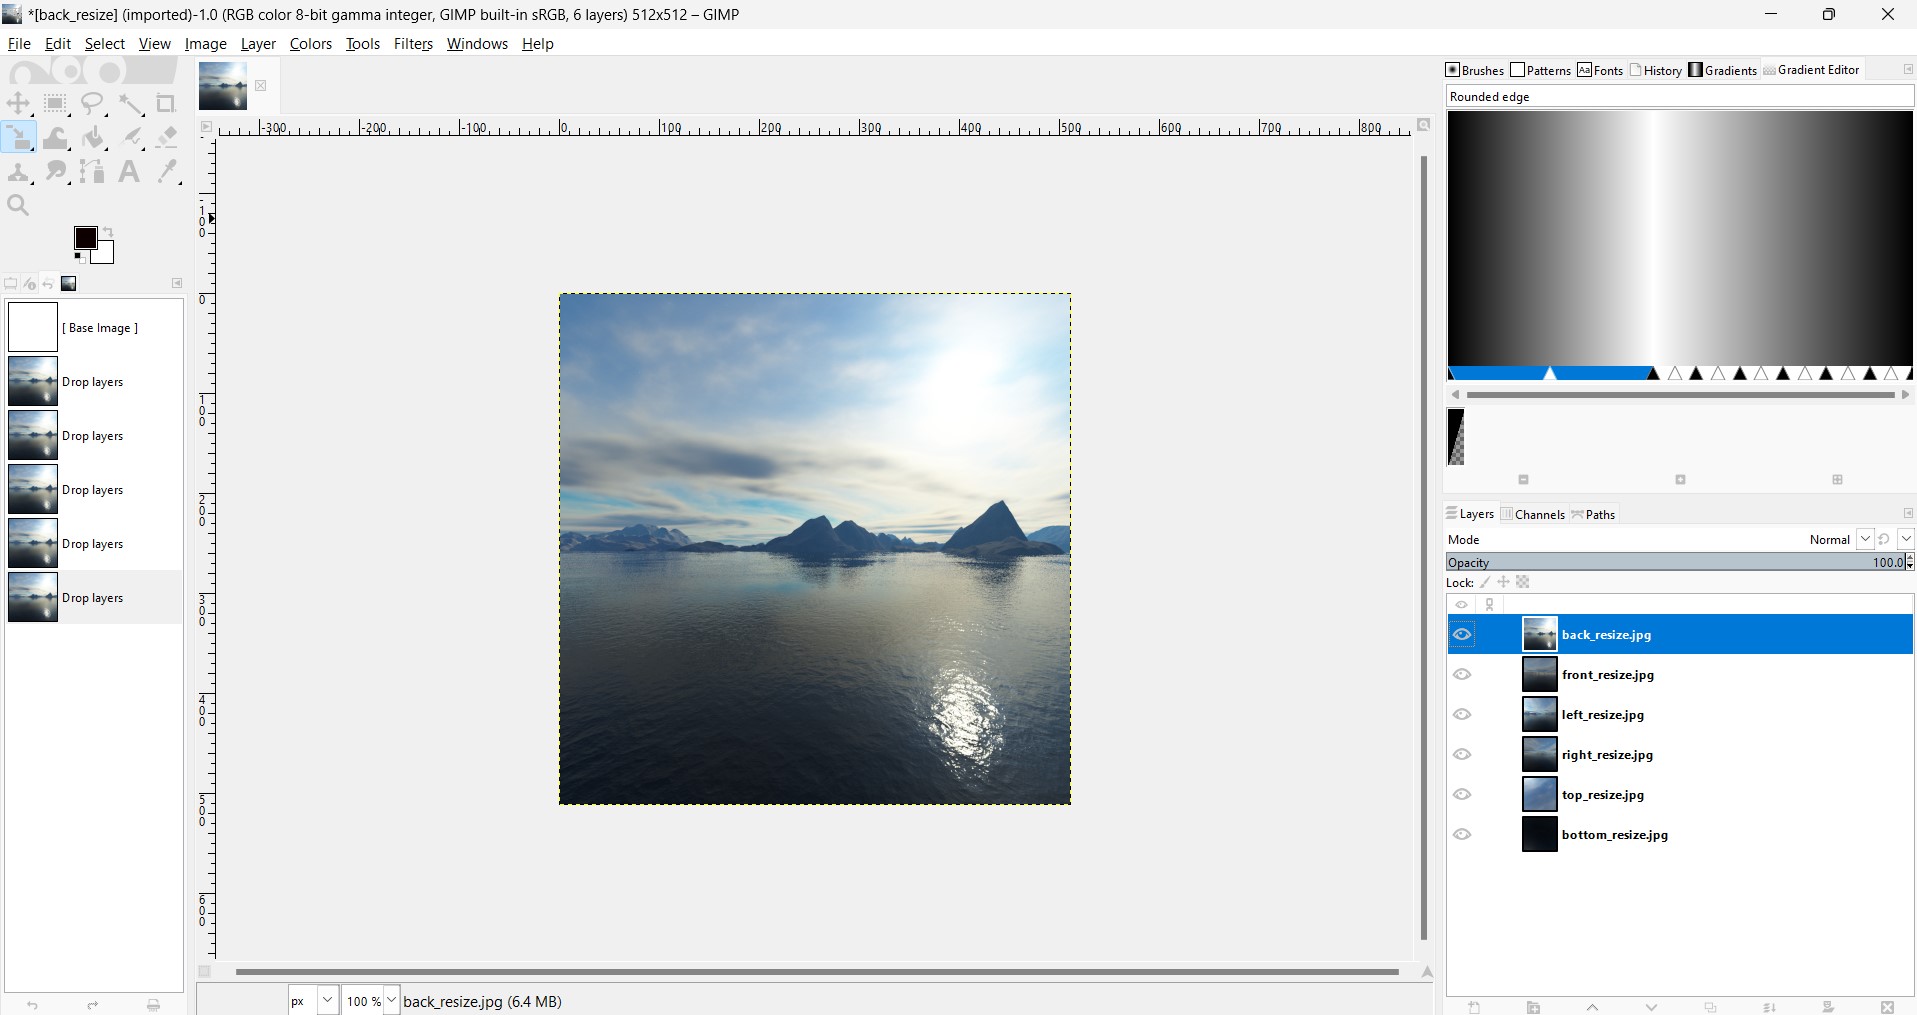 *[back_resize] (imported)-1.0 (RGB color 8-bit gamma integer, GIMP built-in sRGB, 6 layers) 512x512 – GIMP
File Edit Select View Image Layer Colors Tools Filters Windows Help
Brushes Patterns Aa Fonts History Gradients Gradient Editor
Rounded edge
-300 -200 -100 0 100 200 300 400 500 600 700 800
100
0
100
200
300
400
500
600
[ Base Image ]
Drop layers
Drop layers
Drop layers
Drop layers
Drop layers
Layers Channels Paths
Mode Normal
Opacity 100.0
Lock:
back_resize.jpg
front_resize.jpg
left_resize.jpg
right_resize.jpg
top_resize.jpg
bottom_resize.jpg
px 100 % back_resize.jpg (6.4 MB)